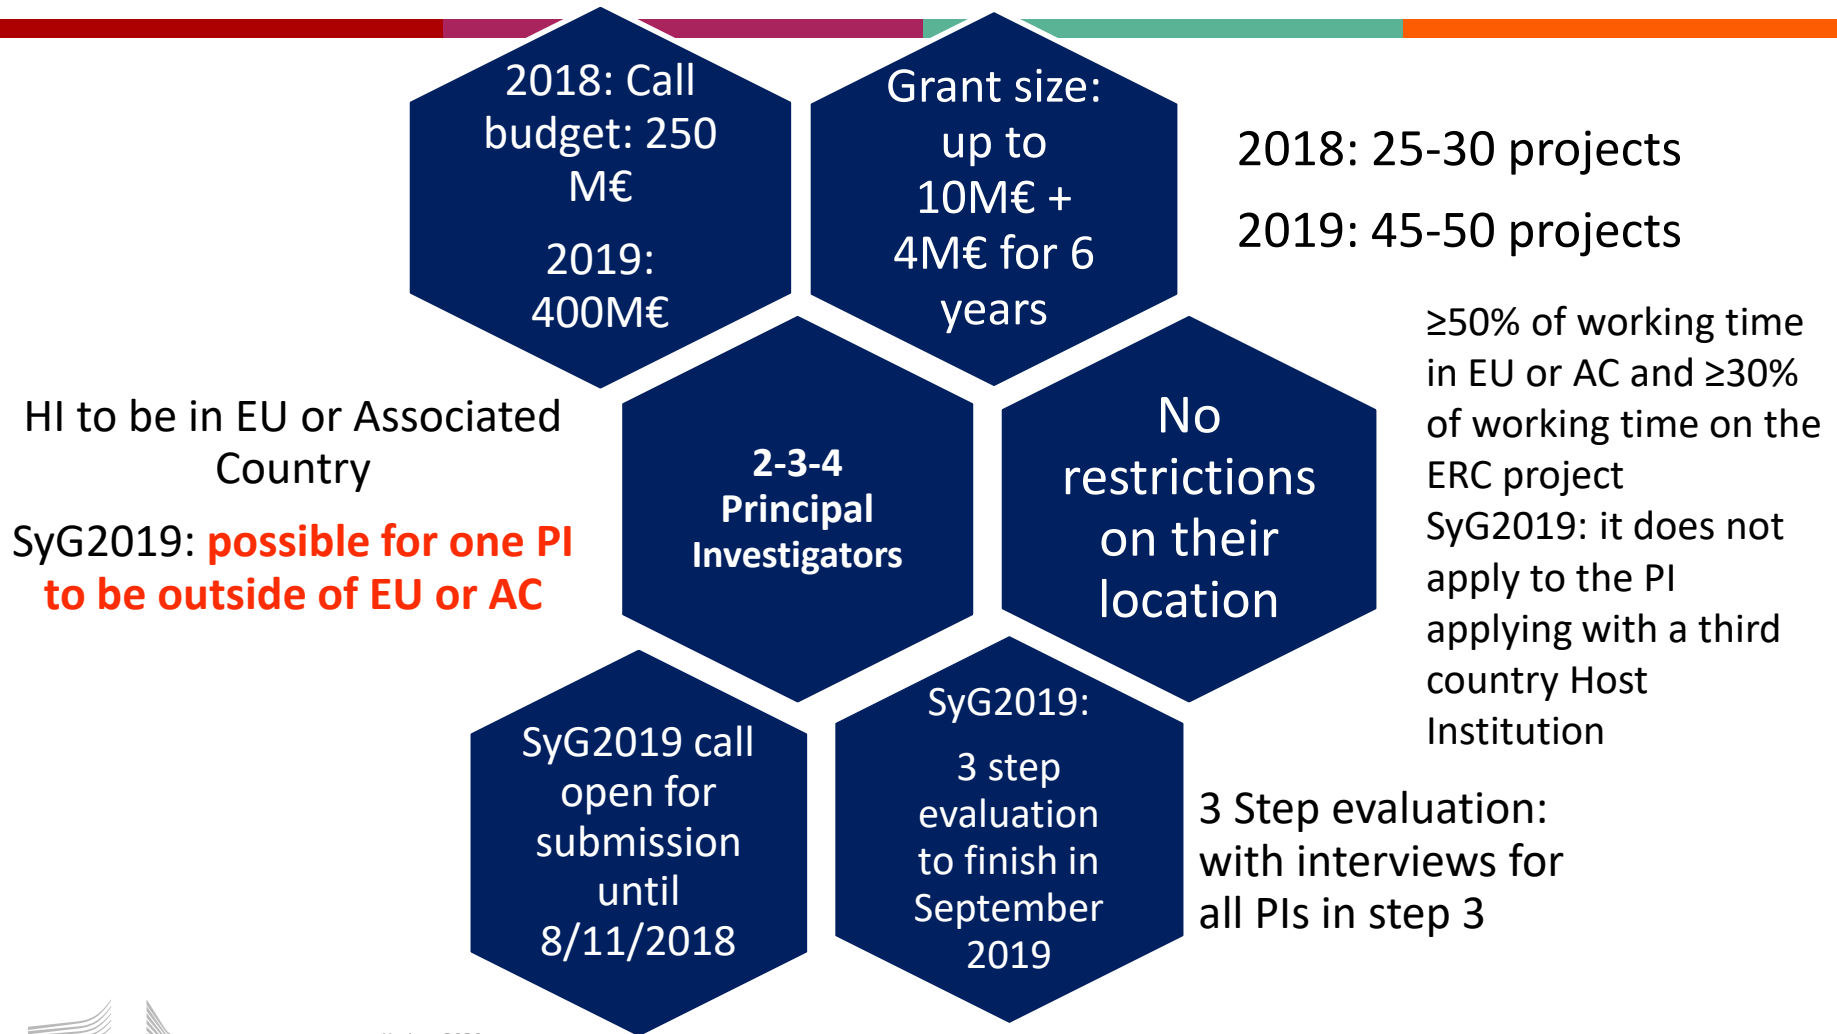 2018: Call
budget: 250
M€
2019:
400M€
Grant size:
up to
10M€ +
4M€ for 6
years
2018: 25-30 projects
2019: 45-50 projects
HI to be in EU or Associated
Country
SyG2019: possible for one PI
to be outside of EU or AC
2-3-4
Principal
Investigators
No
restrictions
on their
location
≥50% of working time
in EU or AC and ≥30%
of working time on the
ERC project
SyG2019: it does not
apply to the PI
applying with a third
country Host
Institution
SyG2019 call
open for
submission
until
8/11/2018
SyG2019:
3 step
evaluation
to finish in
September
2019
3 Step evaluation:
with interviews for
all PIs in step 3